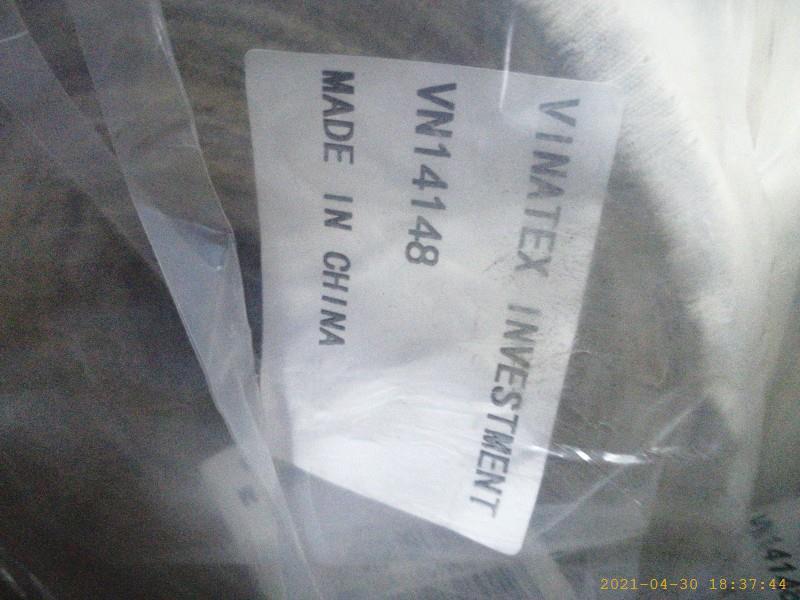 VINATEX INVESTMENT
VN14148
MADE IN CHINA
2021-04-30 18:37:44